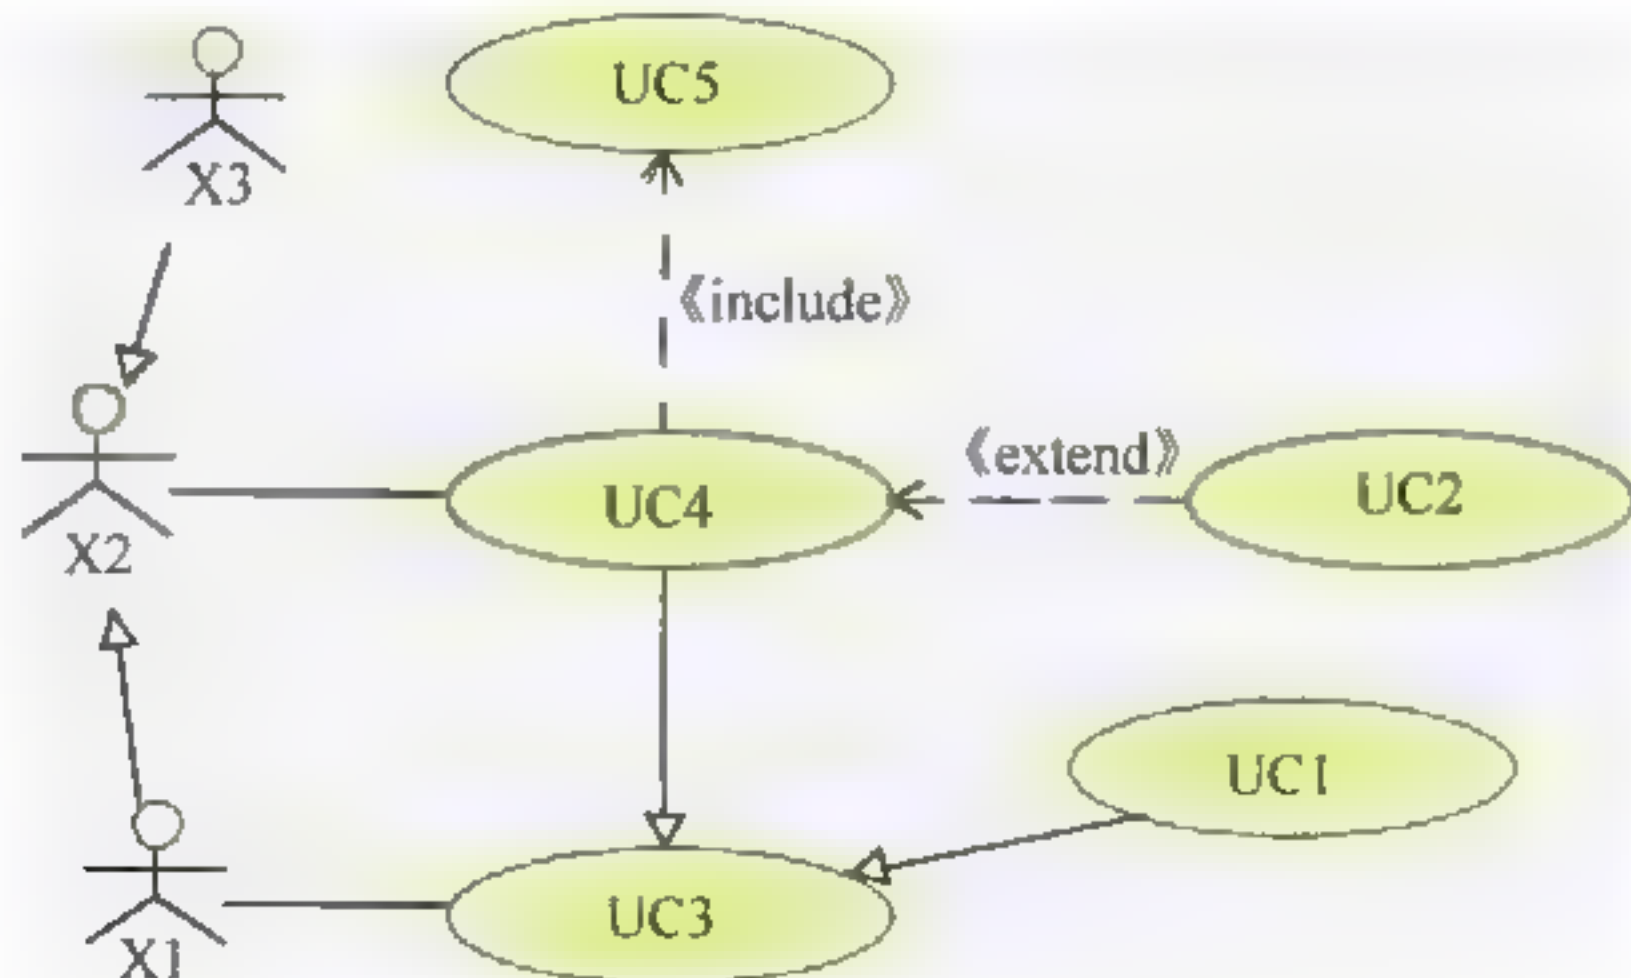 UC5
X3
《include》
《extend》
UC4
UC2
X2
UC1
UC3
X1